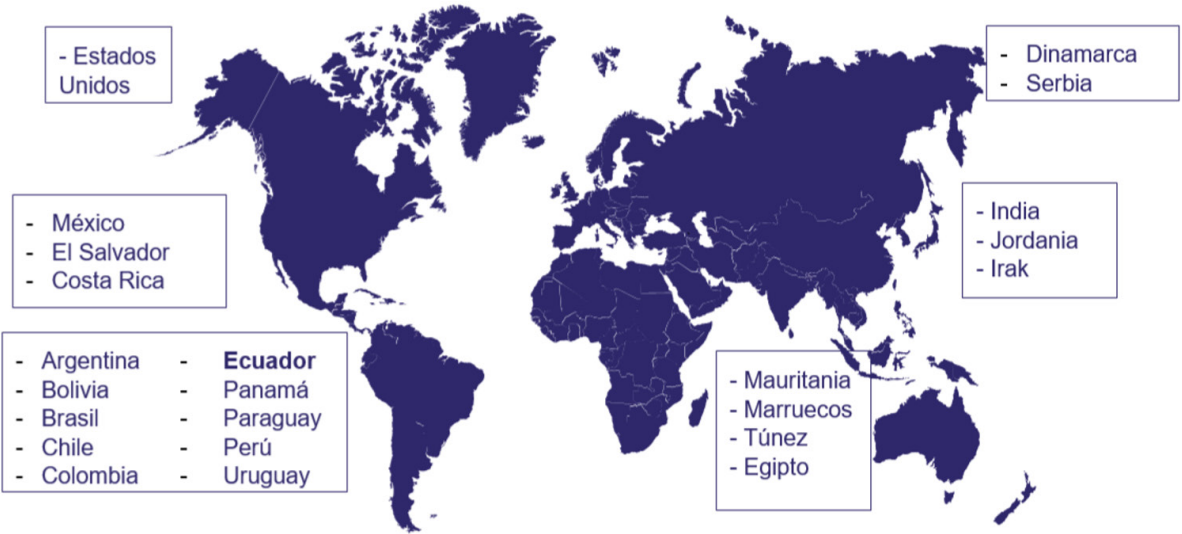 - Estados
Unidos
- Dinamarca
- Serbia
- México
- El Salvador
- Costa Rica
- India
- Jordania
- Irak
- Argentina - Ecuador
- Bolivia - Panamá
- Brasil - Paraguay
- Chile - Perú
- Colombia - Uruguay
- Mauritania
- Marruecos
- Túnez
- Egipto